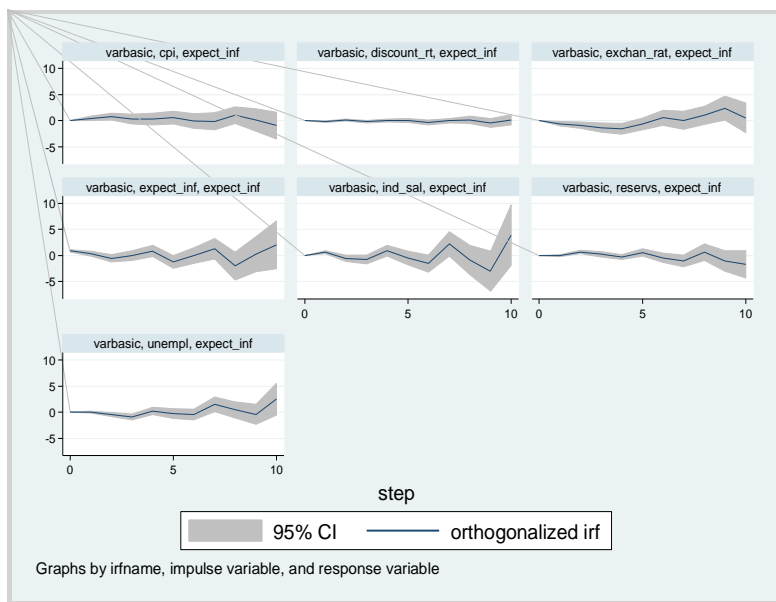 varbasic, cpi, expect_inf
varbasic, discount_rt, expect_inf
varbasic, exchan_rat, expect_inf
10
5
0
-5
varbasic, expect_inf, expect_inf
varbasic, ind_sal, expect_inf
varbasic, reservs, expect_inf
10
5
0
-5
0
5
10
0
5
10
varbasic, unempl, expect_inf
10
5
0
-5
0
5
10
step
95% CI
orthogonalized irf
Graphs by irfname, impulse variable, and response variable